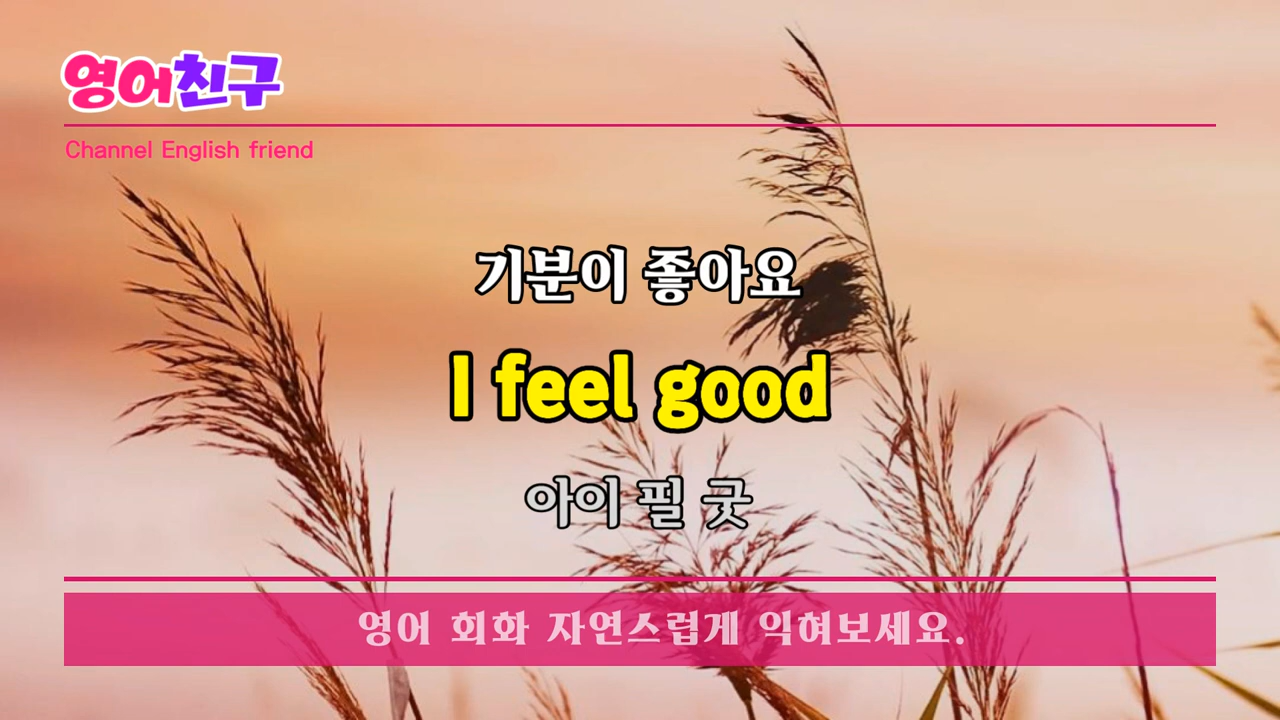 영어친구
Channel English friend
기분이 좋아요
I feel good
아이 필 굿
영어 회화 자연스럽게 익혀보세요.